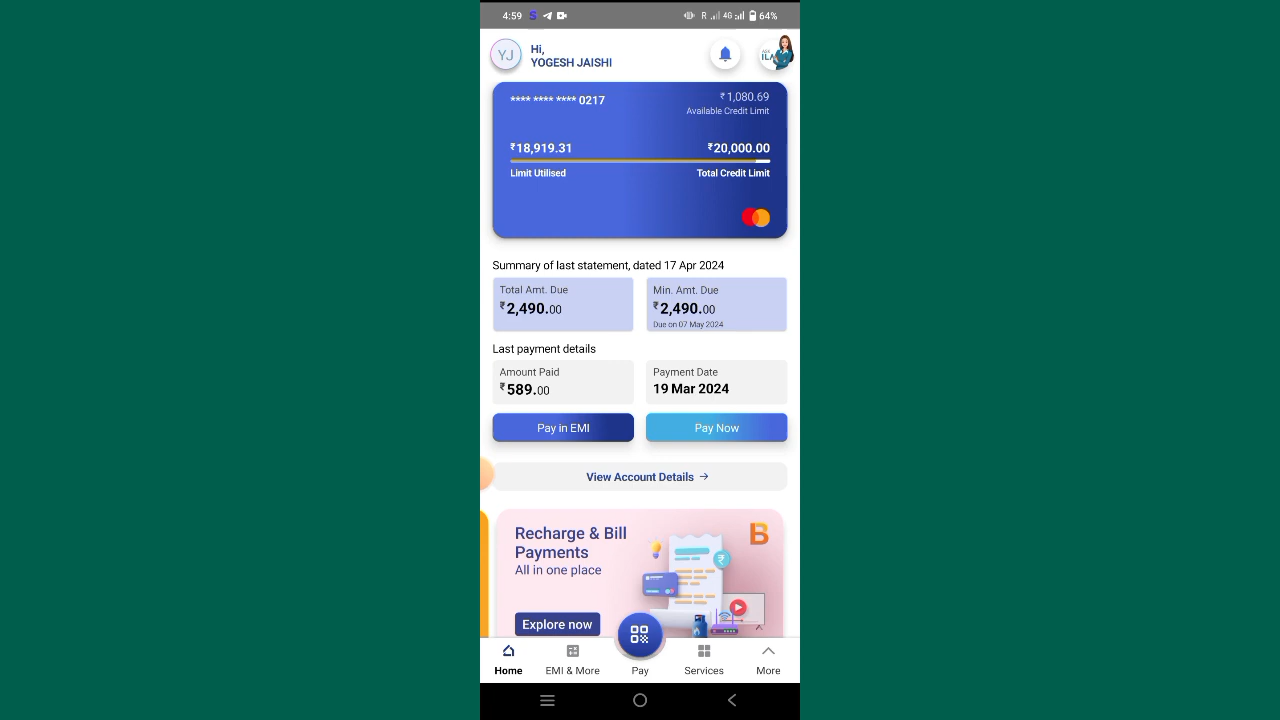 4:59 S R 4G 64%
YJ Hi,
YOGESH JAISHI
ASK
ILA
**** **** **** 0217 ₹1,080.69
Available Credit Limit
₹18,919.31 ₹20,000.00
Limit Utilised Total Credit Limit
Summary of last statement, dated 17 Apr 2024
Total Amt. Due Min. Amt. Due
₹2,490.00 ₹2,490.00
Due on 07 May 2024
Last payment details
Amount Paid Payment Date
₹589.00 19 Mar 2024
Pay in EMI Pay Now
View Account Details →
Recharge & Bill
Payments
All in one place
B
Explore now
Home EMI & More Pay Services More